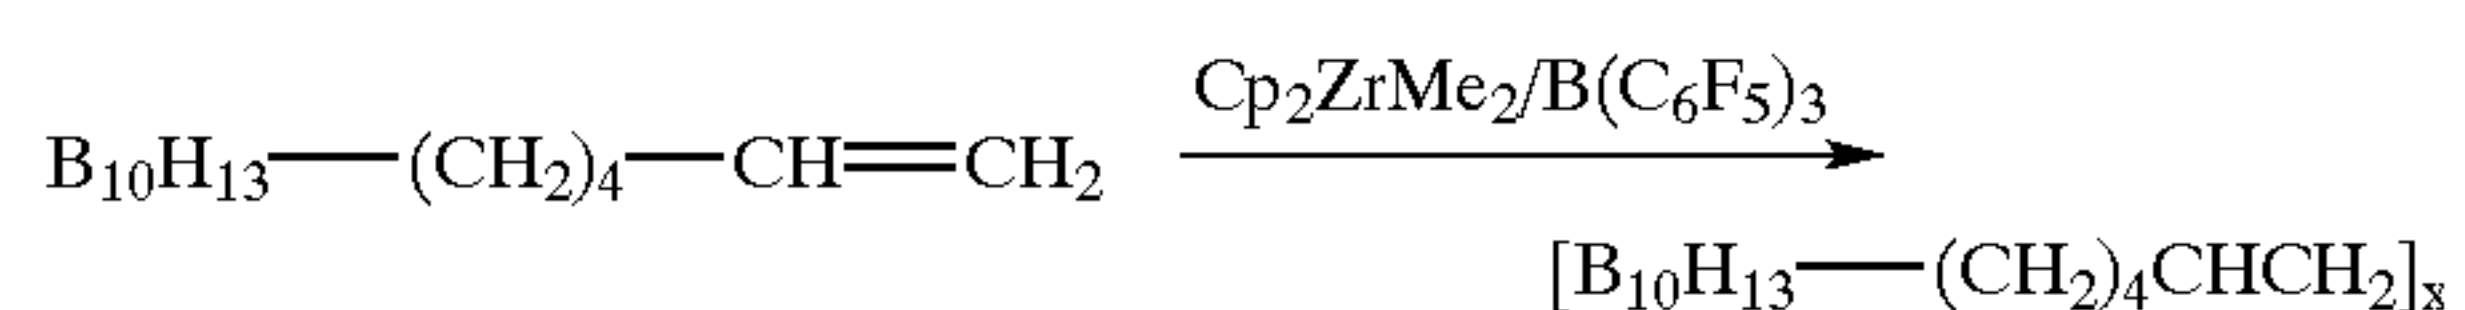 Cp₂ZrMe₂/B(C₆F₅)₃
B₁₀H₁₃—(CH₂)₄—CH=CH₂
[B₁₀H₁₃—(CH₂)₄CHCH₂]ₓ